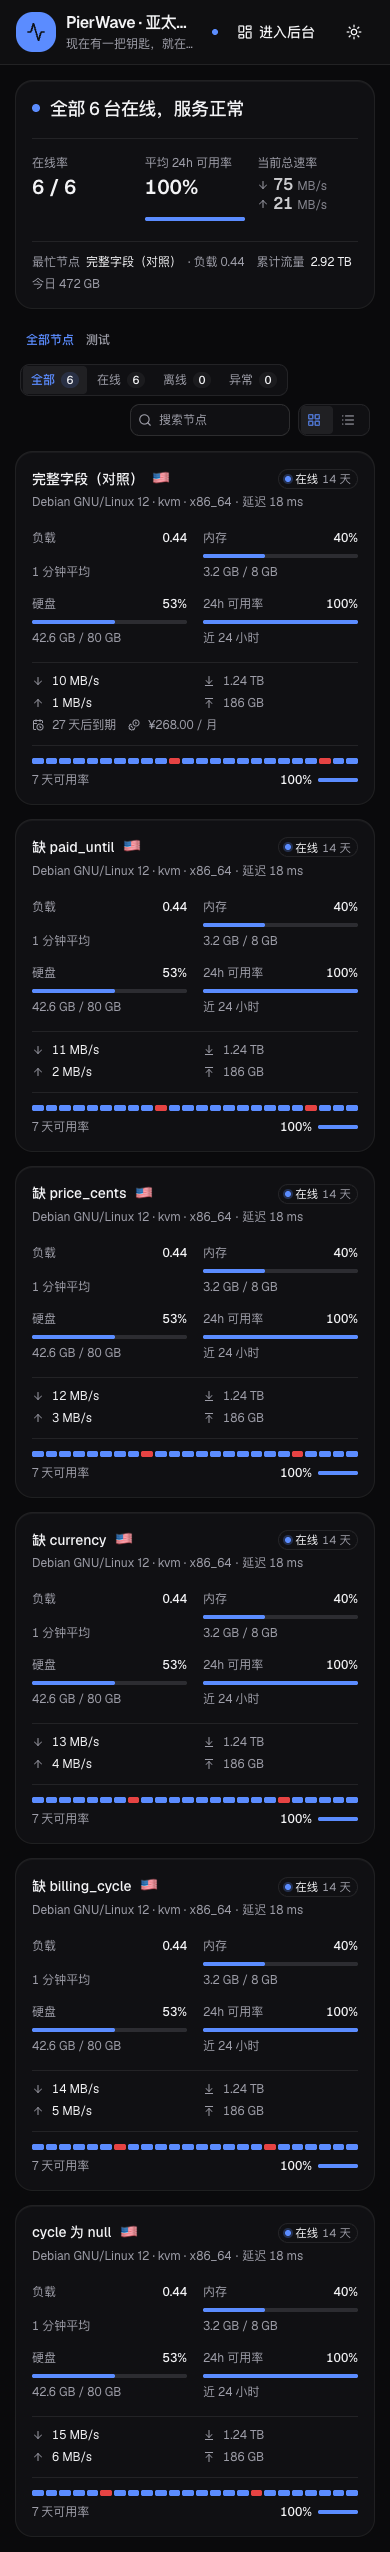 PierWave · 亚太...
现在有一把钥匙，就在...
进入后台
全部 6 台在线，服务正常
在线率
平均 24h 可用率
当前总速率
6 / 6
100%
↓ 75 MB/s
↑ 21 MB/s
最忙节点 完整字段（对照） · 负载 0.44 累计流量 2.92 TB
今日 472 GB
全部节点 测试
全部 6 在线 6 离线 0 异常 0
搜索节点
完整字段（对照） 🇺🇸 在线 14 天
Debian GNU/Linux 12 · kvm · x86_64 · 延迟 18 ms
负载 0.44 内存 40%
1 分钟平均 3.2 GB / 8 GB
硬盘 53% 24h 可用率 100%
42.6 GB / 80 GB 近 24 小时
↓ 10 MB/s 1.24 TB
↑ 1 MB/s 186 GB
27 天后到期 ¥268.00 / 月
7 天可用率 100%
缺 paid_until 🇺🇸 在线 14 天
Debian GNU/Linux 12 · kvm · x86_64 · 延迟 18 ms
负载 0.44 内存 40%
1 分钟平均 3.2 GB / 8 GB
硬盘 53% 24h 可用率 100%
42.6 GB / 80 GB 近 24 小时
↓ 11 MB/s 1.24 TB
↑ 2 MB/s 186 GB
7 天可用率 100%
缺 price_cents 🇺🇸 在线 14 天
Debian GNU/Linux 12 · kvm · x86_64 · 延迟 18 ms
负载 0.44 内存 40%
1 分钟平均 3.2 GB / 8 GB
硬盘 53% 24h 可用率 100%
42.6 GB / 80 GB 近 24 小时
↓ 12 MB/s 1.24 TB
↑ 3 MB/s 186 GB
7 天可用率 100%
缺 currency 🇺🇸 在线 14 天
Debian GNU/Linux 12 · kvm · x86_64 · 延迟 18 ms
负载 0.44 内存 40%
1 分钟平均 3.2 GB / 8 GB
硬盘 53% 24h 可用率 100%
42.6 GB / 80 GB 近 24 小时
↓ 13 MB/s 1.24 TB
↑ 4 MB/s 186 GB
7 天可用率 100%
缺 billing_cycle 🇺🇸 在线 14 天
Debian GNU/Linux 12 · kvm · x86_64 · 延迟 18 ms
负载 0.44 内存 40%
1 分钟平均 3.2 GB / 8 GB
硬盘 53% 24h 可用率 100%
42.6 GB / 80 GB 近 24 小时
↓ 14 MB/s 1.24 TB
↑ 5 MB/s 186 GB
7 天可用率 100%
cycle 为 null 🇺🇸 在线 14 天
Debian GNU/Linux 12 · kvm · x86_64 · 延迟 18 ms
负载 0.44 内存 40%
1 分钟平均 3.2 GB / 8 GB
硬盘 53% 24h 可用率 100%
42.6 GB / 80 GB 近 24 小时
↓ 15 MB/s 1.24 TB
↑ 6 MB/s 186 GB
7 天可用率 100%